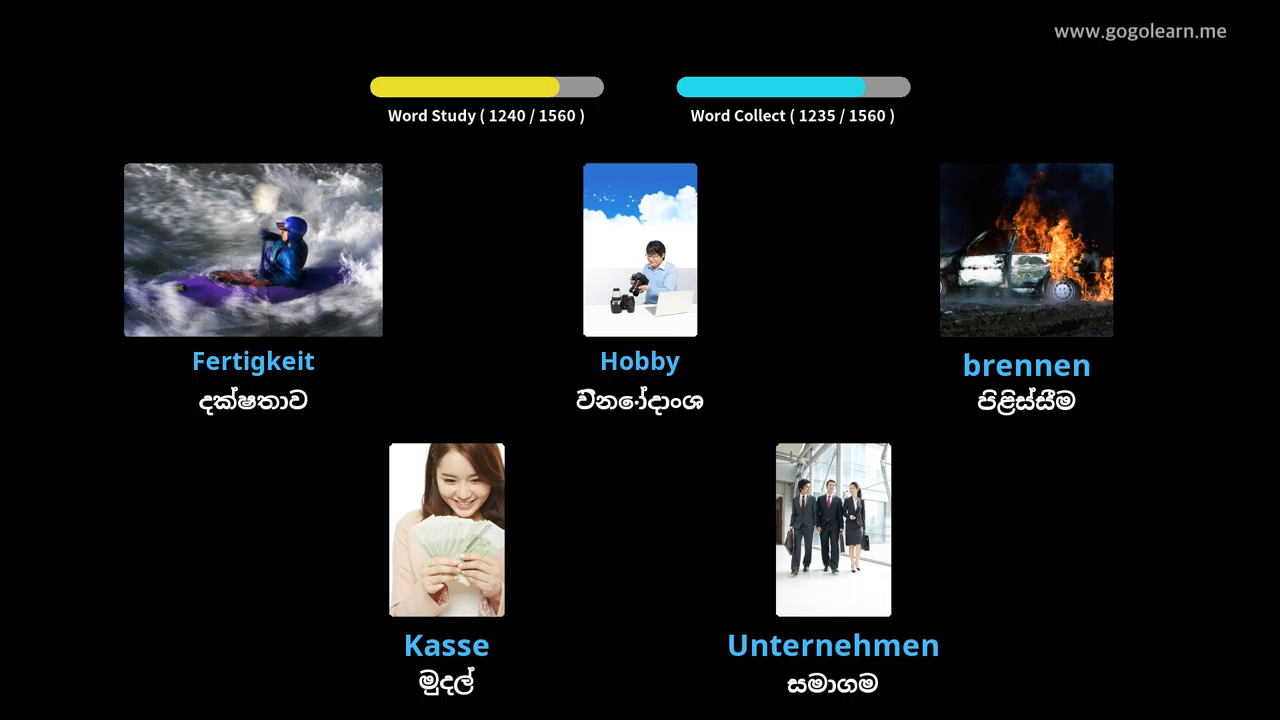 www.gogolearn.me
Word Study ( 1240 / 1560 )
Word Collect ( 1235 / 1560 )
Fertigkeit
දක්ෂතාව
Hobby
විනෝදාංශ
brennen
පිළිස්සීම
Kasse
මුදල්
Unternehmen
සමාගම